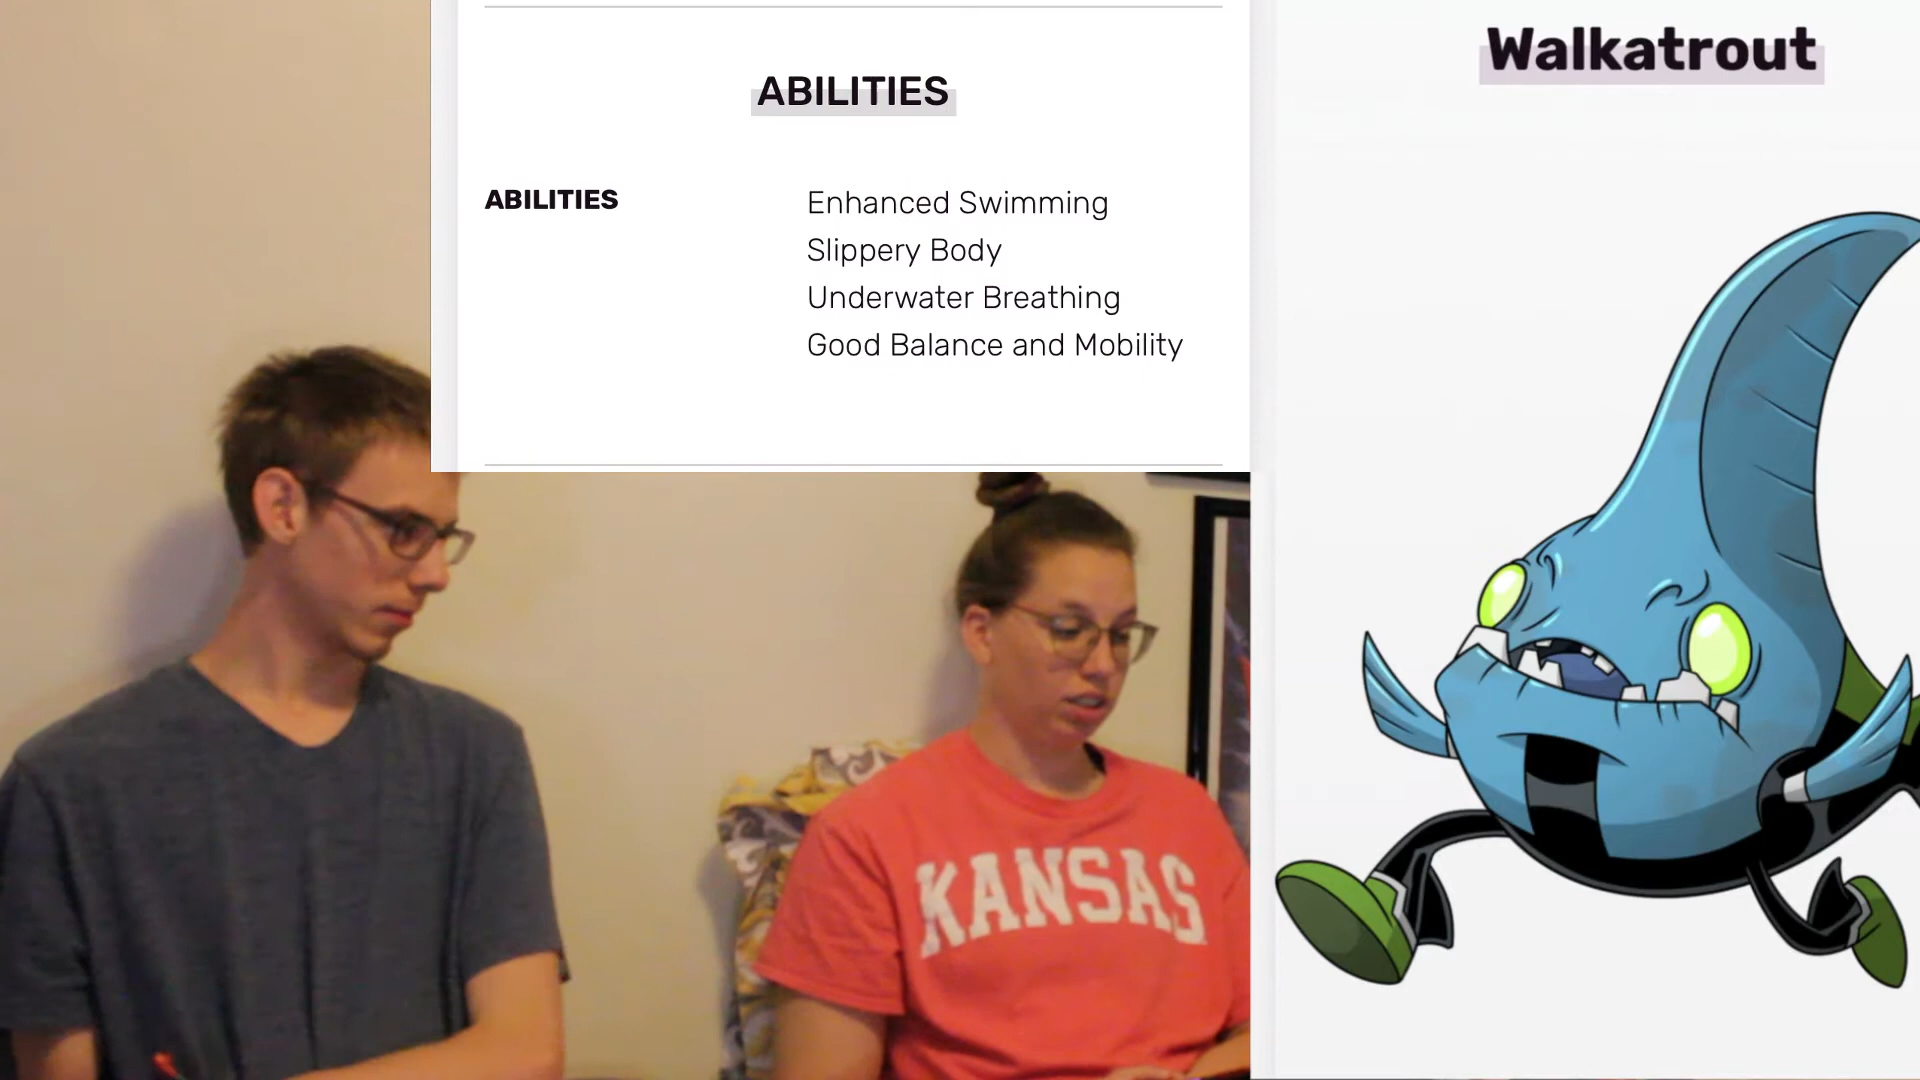 ABILITIES
ABILITIES
Enhanced Swimming
Slippery Body
Underwater Breathing
Good Balance and Mobility
Walkatrout
KANSAS